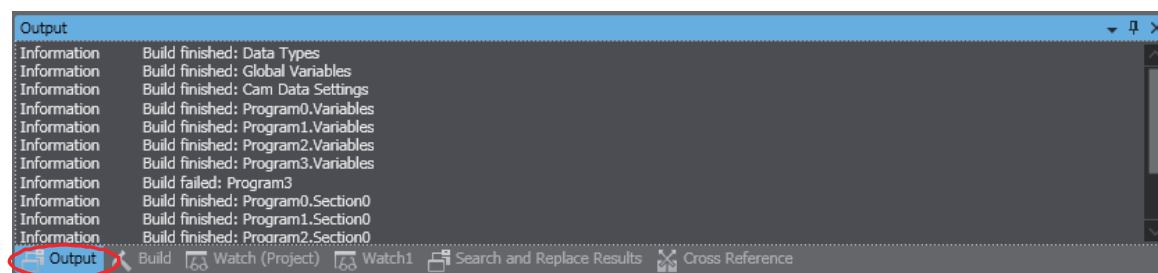 Output
Information Build finished: Data Types
Information Build finished: Global Variables
Information Build finished: Cam Data Settings
Information Build finished: Program0.Variables
Information Build finished: Program1.Variables
Information Build finished: Program2.Variables
Information Build finished: Program3.Variables
Information Build failed: Program3
Information Build finished: Program0.Section0
Information Build finished: Program1.Section0
Information Build finished: Program2.Section0
Output Build Watch (Project) Watch1 Search and Replace Results Cross Reference